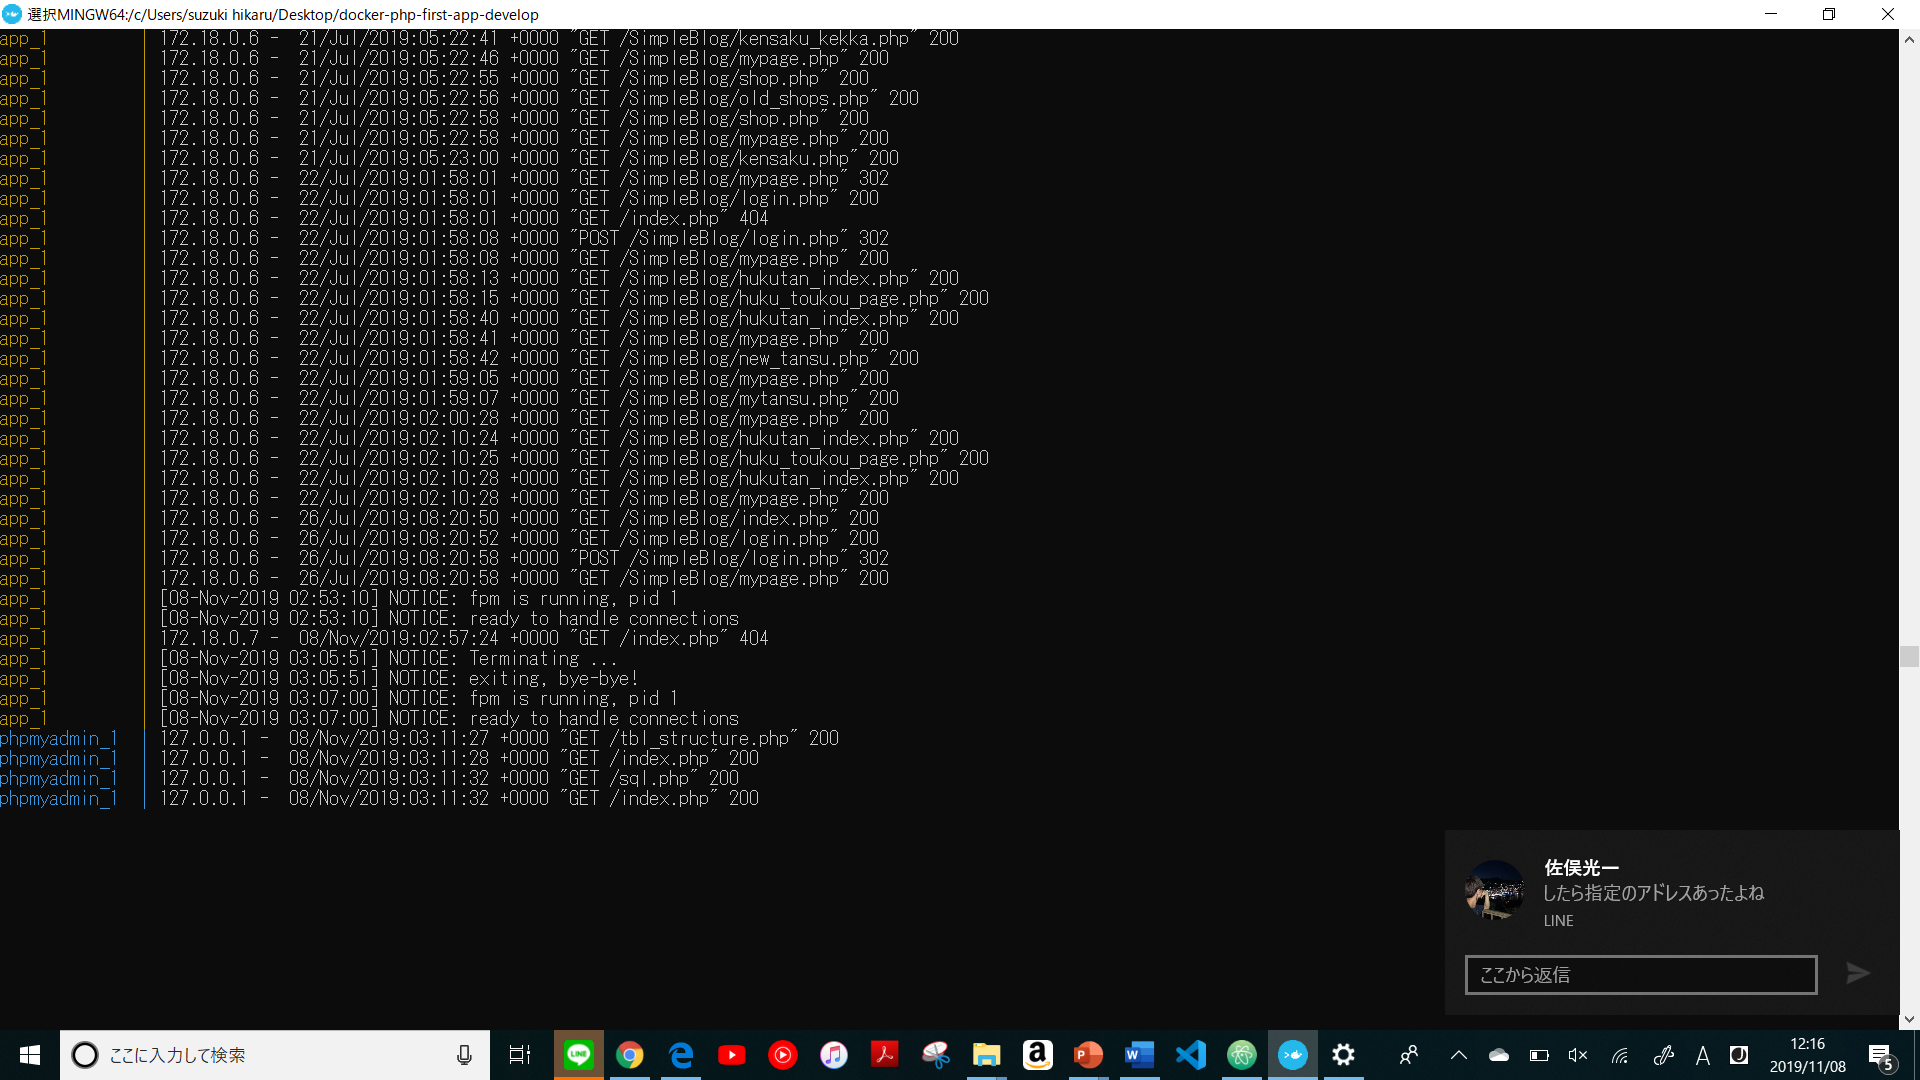 選択MINGW64:/c/Users/suzuki hikaru/Desktop/docker-php-first-app-develop
app_1 | 172.18.0.6 -  21/Jul/2019:05:22:41 +0000 "GET /SimpleBlog/kensaku_kekka.php" 200
app_1 | 172.18.0.6 -  21/Jul/2019:05:22:46 +0000 "GET /SimpleBlog/mypage.php" 200
app_1 | 172.18.0.6 -  21/Jul/2019:05:22:55 +0000 "GET /SimpleBlog/shop.php" 200
app_1 | 172.18.0.6 -  21/Jul/2019:05:22:56 +0000 "GET /SimpleBlog/old_shops.php" 200
app_1 | 172.18.0.6 -  21/Jul/2019:05:22:58 +0000 "GET /SimpleBlog/shop.php" 200
app_1 | 172.18.0.6 -  21/Jul/2019:05:22:58 +0000 "GET /SimpleBlog/mypage.php" 200
app_1 | 172.18.0.6 -  21/Jul/2019:05:23:00 +0000 "GET /SimpleBlog/kensaku.php" 200
app_1 | 172.18.0.6 -  22/Jul/2019:01:58:01 +0000 "GET /SimpleBlog/mypage.php" 302
app_1 | 172.18.0.6 -  22/Jul/2019:01:58:01 +0000 "GET /SimpleBlog/login.php" 200
app_1 | 172.18.0.6 -  22/Jul/2019:01:58:01 +0000 "GET /index.php" 404
app_1 | 172.18.0.6 -  22/Jul/2019:01:58:08 +0000 "POST /SimpleBlog/login.php" 302
app_1 | 172.18.0.6 -  22/Jul/2019:01:58:08 +0000 "GET /SimpleBlog/mypage.php" 200
app_1 | 172.18.0.6 -  22/Jul/2019:01:58:13 +0000 "GET /SimpleBlog/hukutan_index.php" 200
app_1 | 172.18.0.6 -  22/Jul/2019:01:58:15 +0000 "GET /SimpleBlog/huku_toukou_page.php" 200
app_1 | 172.18.0.6 -  22/Jul/2019:01:58:40 +0000 "GET /SimpleBlog/hukutan_index.php" 200
app_1 | 172.18.0.6 -  22/Jul/2019:01:58:41 +0000 "GET /SimpleBlog/mypage.php" 200
app_1 | 172.18.0.6 -  22/Jul/2019:01:58:42 +0000 "GET /SimpleBlog/new_tansu.php" 200
app_1 | 172.18.0.6 -  22/Jul/2019:01:59:05 +0000 "GET /SimpleBlog/mypage.php" 200
app_1 | 172.18.0.6 -  22/Jul/2019:01:59:07 +0000 "GET /SimpleBlog/mytansu.php" 200
app_1 | 172.18.0.6 -  22/Jul/2019:02:00:28 +0000 "GET /SimpleBlog/mypage.php" 200
app_1 | 172.18.0.6 -  22/Jul/2019:02:10:24 +0000 "GET /SimpleBlog/hukutan_index.php" 200
app_1 | 172.18.0.6 -  22/Jul/2019:02:10:25 +0000 "GET /SimpleBlog/huku_toukou_page.php" 200
app_1 | 172.18.0.6 -  22/Jul/2019:02:10:28 +0000 "GET /SimpleBlog/hukutan_index.php" 200
app_1 | 172.18.0.6 -  22/Jul/2019:02:10:28 +0000 "GET /SimpleBlog/mypage.php" 200
app_1 | 172.18.0.6 -  26/Jul/2019:08:20:50 +0000 "GET /SimpleBlog/index.php" 200
app_1 | 172.18.0.6 -  26/Jul/2019:08:20:52 +0000 "GET /SimpleBlog/login.php" 200
app_1 | 172.18.0.6 -  26/Jul/2019:08:20:58 +0000 "POST /SimpleBlog/login.php" 302
app_1 | 172.18.0.6 -  26/Jul/2019:08:20:58 +0000 "GET /SimpleBlog/mypage.php" 200
app_1 | [08-Nov-2019 02:53:10] NOTICE: fpm is running, pid 1
app_1 | [08-Nov-2019 02:53:10] NOTICE: ready to handle connections
app_1 | 172.18.0.7 -  08/Nov/2019:02:57:24 +0000 "GET /index.php" 404
app_1 | [08-Nov-2019 03:05:51] NOTICE: Terminating ...
app_1 | [08-Nov-2019 03:05:51] NOTICE: exiting, bye-bye!
app_1 | [08-Nov-2019 03:07:00] NOTICE: fpm is running, pid 1
app_1 | [08-Nov-2019 03:07:00] NOTICE: ready to handle connections
phpmyadmin_1 | 127.0.0.1 -  08/Nov/2019:03:11:27 +0000 "GET /tbl_structure.php" 200
phpmyadmin_1 | 127.0.0.1 -  08/Nov/2019:03:11:28 +0000 "GET /index.php" 200
phpmyadmin_1 | 127.0.0.1 -  08/Nov/2019:03:11:32 +0000 "GET /sql.php" 200
phpmyadmin_1 | 127.0.0.1 -  08/Nov/2019:03:11:32 +0000 "GET /index.php" 200
佐俣光一
したら指定のアドレスあったよね
LINE
ここから返信
ここに入力して検索
LINE
A
12:16
2019/11/08
5